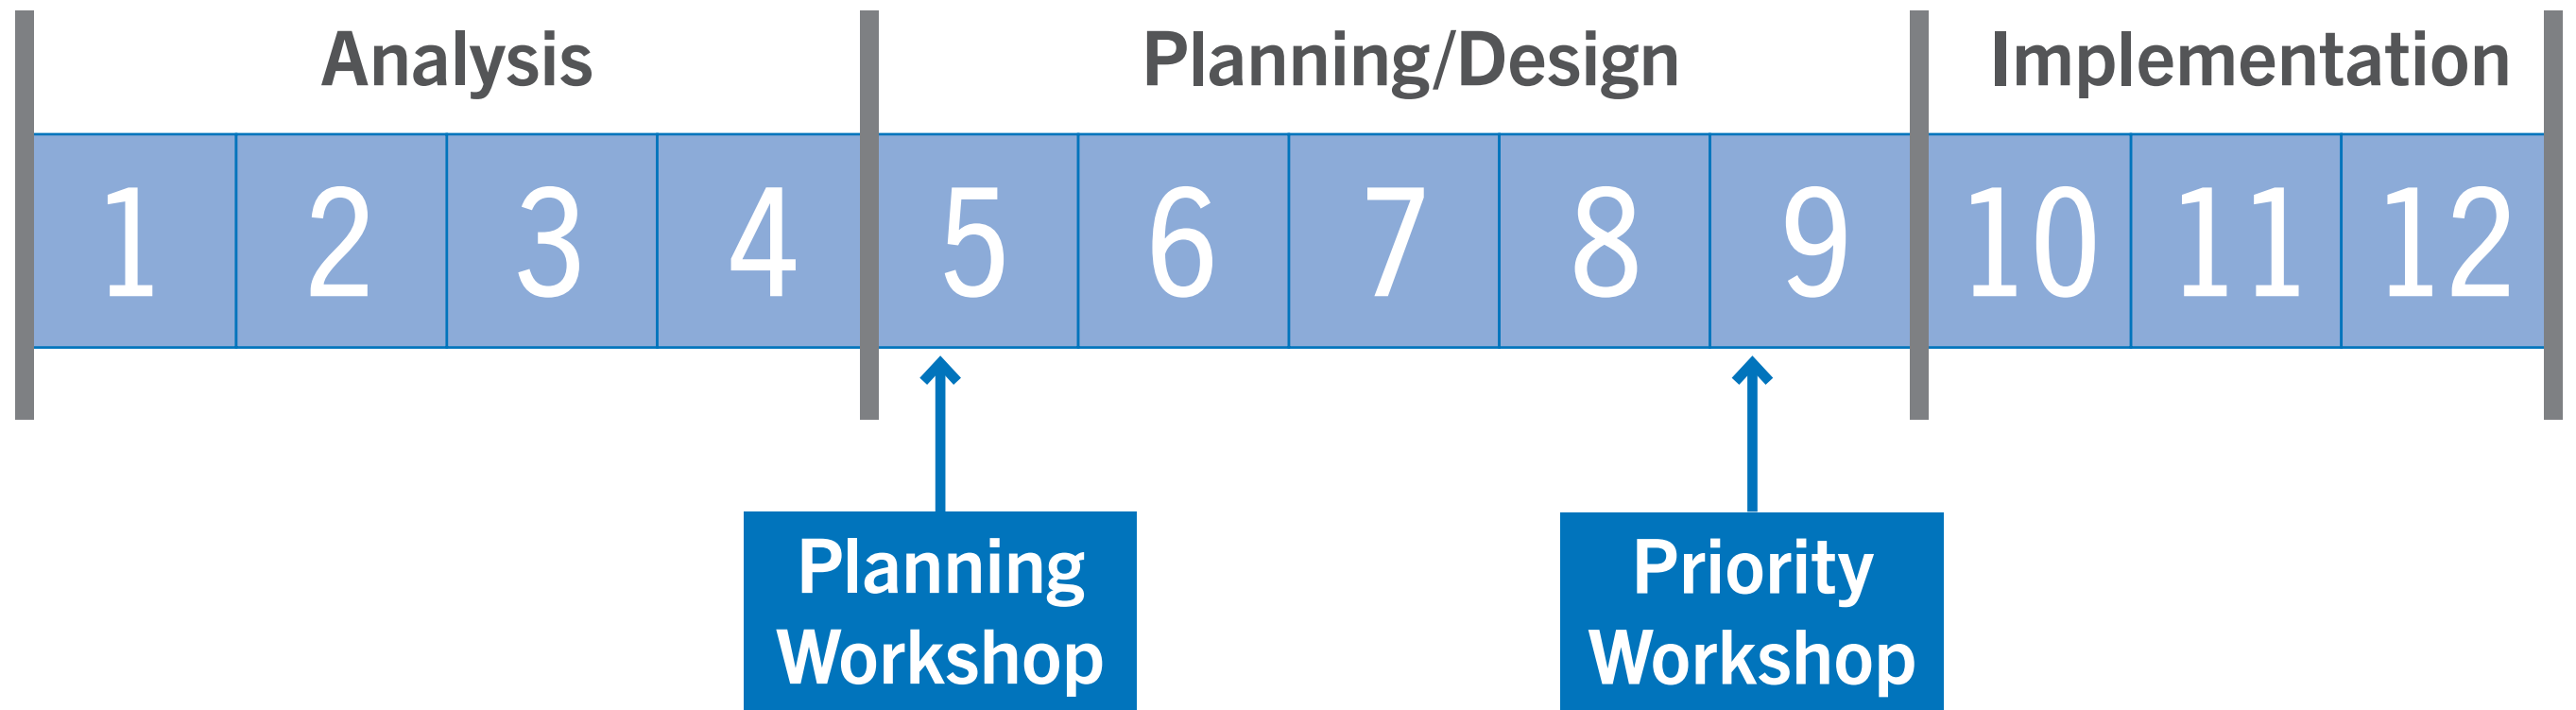 Analysis Planning/Design Implementation
1 2 3 4 5 6 7 8 9 10 11 12
Planning
Workshop
Priority
Workshop